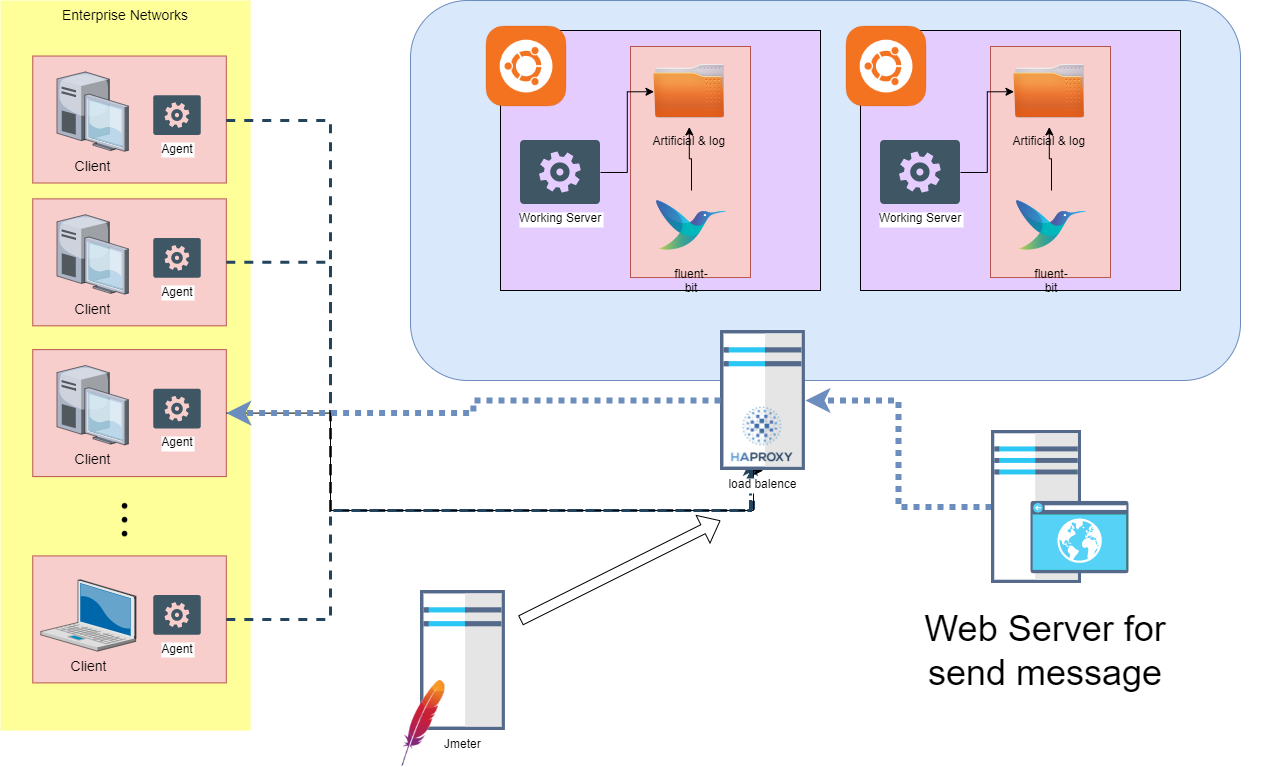 Enterprise Networks
Client
Agent
Client
Agent
Client
Agent
Client
Agent
Artificial & log
Working Server
fluent-
bit
Artificial & log
Working Server
fluent-
bit
HAPROXY
load balence
Jmeter
Web Server for
send message